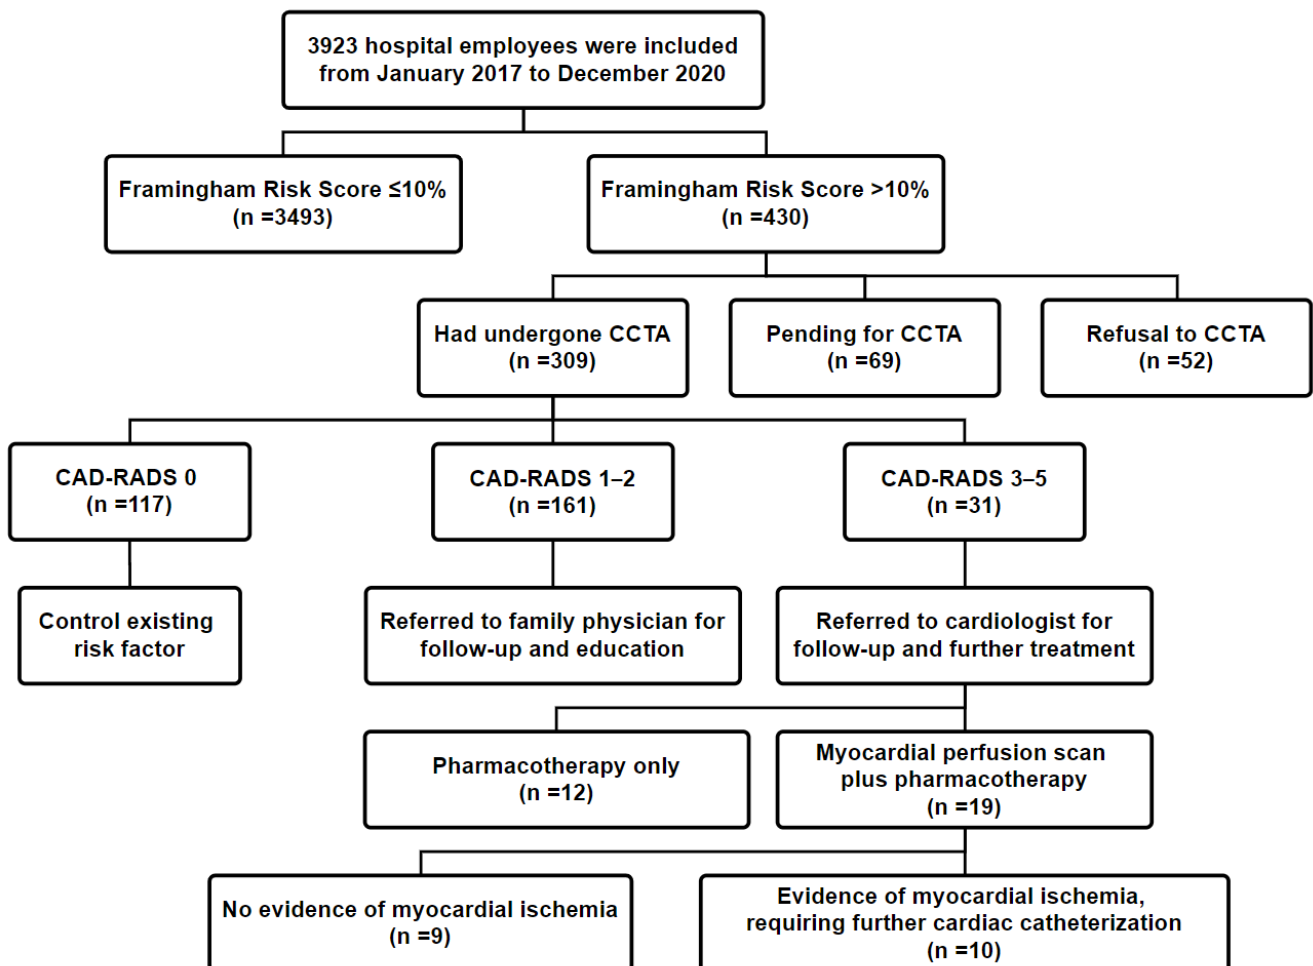 3923 hospital employees were included
from January 2017 to December 2020
Framingham Risk Score ≤10%
(n =3493)
Framingham Risk Score >10%
(n =430)
Had undergone CCTA
(n =309)
Pending for CCTA
(n =69)
Refusal to CCTA
(n =52)
CAD-RADS 0
(n =117)
CAD-RADS 1–2
(n =161)
CAD-RADS 3–5
(n =31)
Control existing
risk factor
Referred to family physician for
follow-up and education
Referred to cardiologist for
follow-up and further treatment
Pharmacotherapy only
(n =12)
Myocardial perfusion scan
plus pharmacotherapy
(n =19)
No evidence of myocardial ischemia
(n =9)
Evidence of myocardial ischemia,
requiring further cardiac catheterization
(n =10)